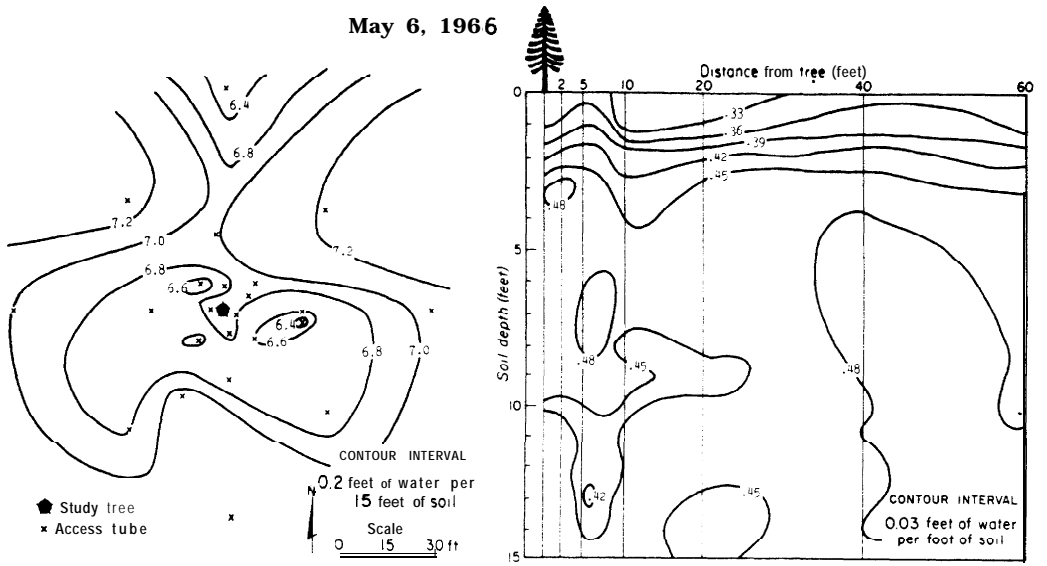 May 6, 1966
6.4
6.8
7.2
7.0
7.2
6.8
6.6
6.4
6.6
6.8
7.0
CONTOUR INTERVAL
0.2 feet of water per
15 feet of soil
Study tree
Access tube
N
Scale
0 15 30 ft
Distance from tree (feet)
0 2 5 10 20 40 60
.33
.36
.39
.42
.45
.48
5
Soil depth (feet)
.48
.45
.48
10
.42
.45
CONTOUR INTERVAL
0.03 feet of water
per foot of soil
15